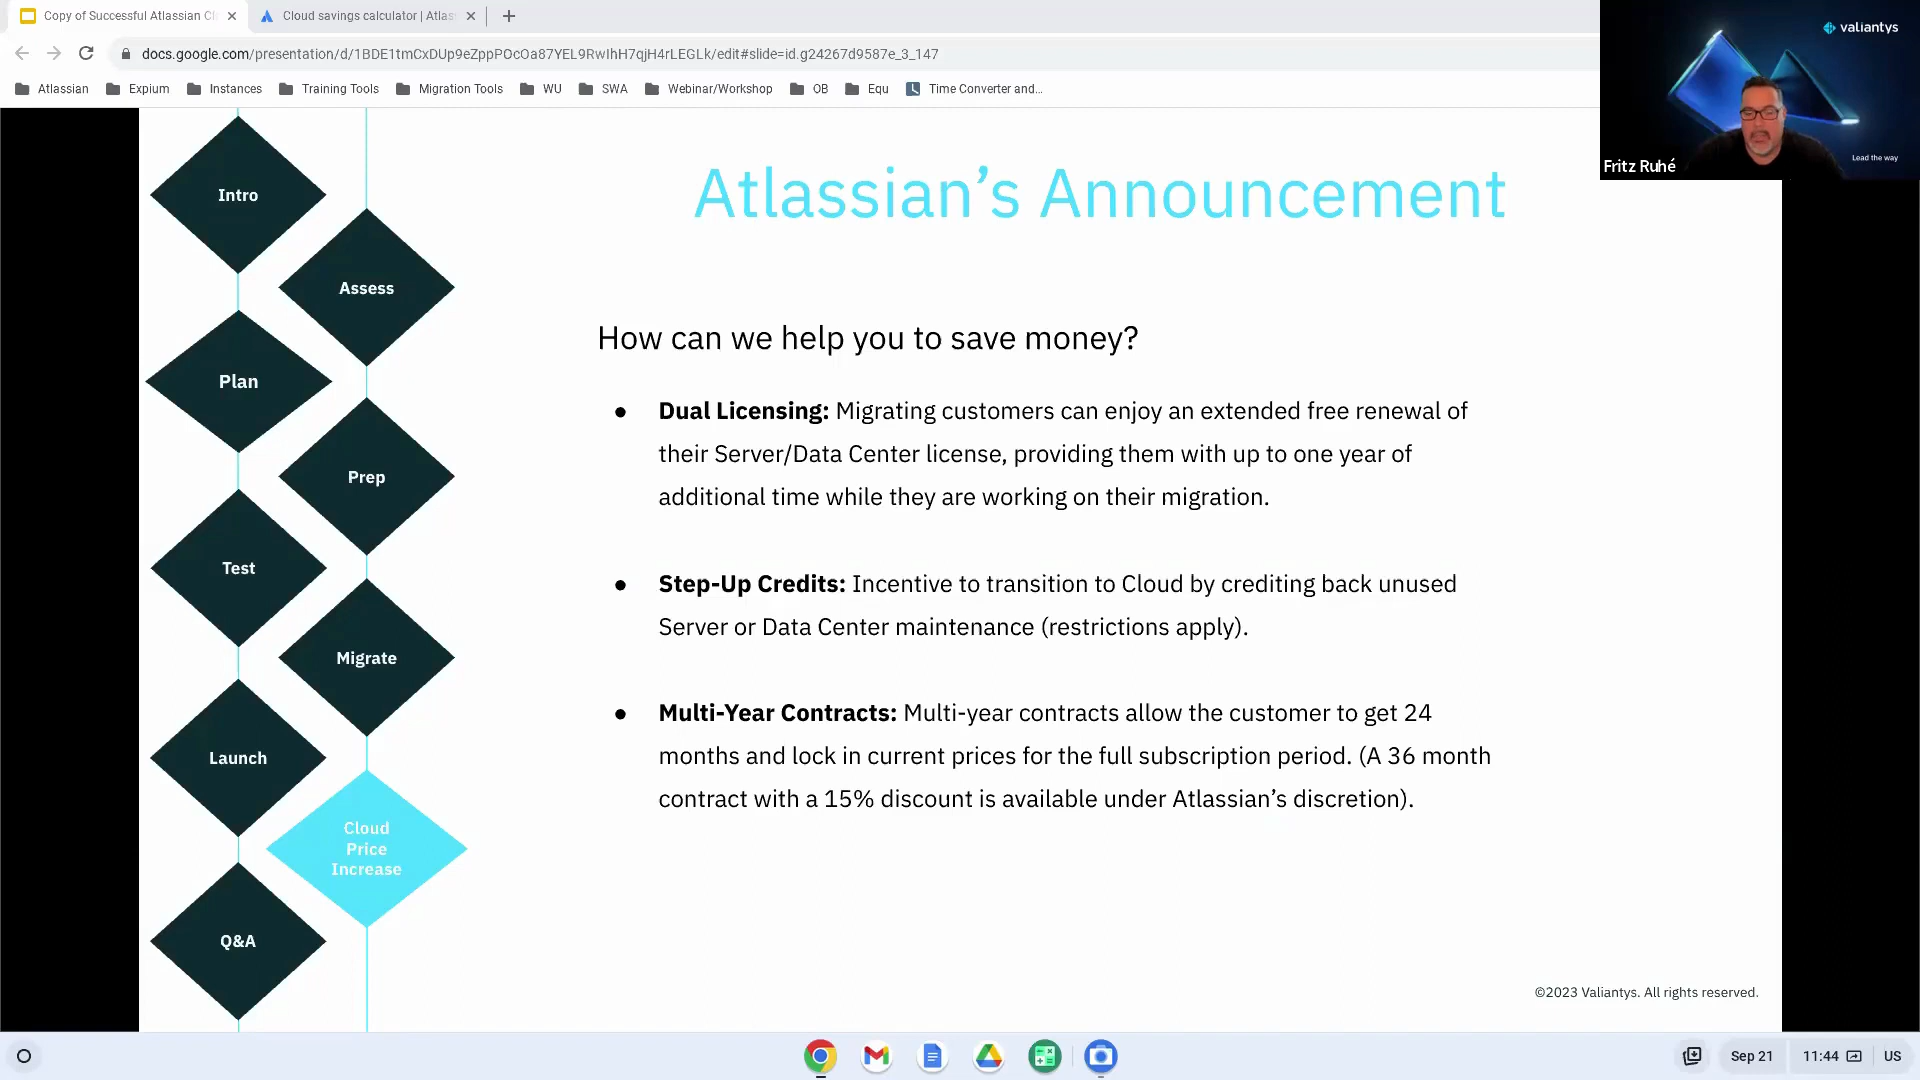 Copy of Successful Atlassian Cl
Cloud savings calculator | Atlas
docs.google.com/presentation/d/1BDE1tmCxDUp9eZppPOcOa87YEL9RwIhH7qjH4rLEGLk/edit#slide=id.g24267d9587e_3_147
Atlassian
Expium
Instances
Training Tools
Migration Tools
WU
SWA
Webinar/Workshop
OB
Equ
Time Converter and...
valiantys
Lead the way
Fritz Ruhé
Intro
Assess
Plan
Prep
Test
Migrate
Launch
Cloud
Price
Increase
Q&A
Atlassian’s Announcement
How can we help you to save money?
● Dual Licensing: Migrating customers can enjoy an extended free renewal of
their Server/Data Center license, providing them with up to one year of
additional time while they are working on their migration.
● Step-Up Credits: Incentive to transition to Cloud by crediting back unused
Server or Data Center maintenance (restrictions apply).
● Multi-Year Contracts: Multi-year contracts allow the customer to get 24
months and lock in current prices for the full subscription period. (A 36 month
contract with a 15% discount is available under Atlassian’s discretion).
©2023 Valiantys. All rights reserved.
Sep 21
11:44
US